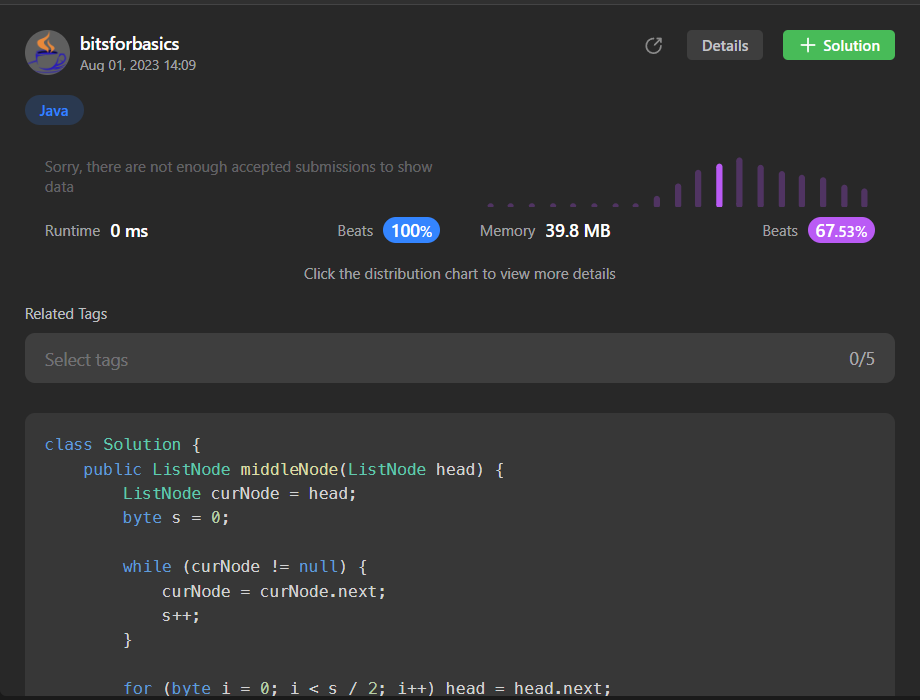 bitsforbasics
Aug 01, 2023 14:09
Details
+ Solution
Java
Sorry, there are not enough accepted submissions to show
data
Runtime 0 ms
Beats 100%
Memory 39.8 MB
Beats 67.53%
Click the distribution chart to view more details
Related Tags
Select tags 0/5
class Solution {
    public ListNode middleNode(ListNode head) {
        ListNode curNode = head;
        byte s = 0;
        while (curNode != null) {
            curNode = curNode.next;
            s++;
        }
        for (byte i = 0; i < s / 2; i++) head = head.next;